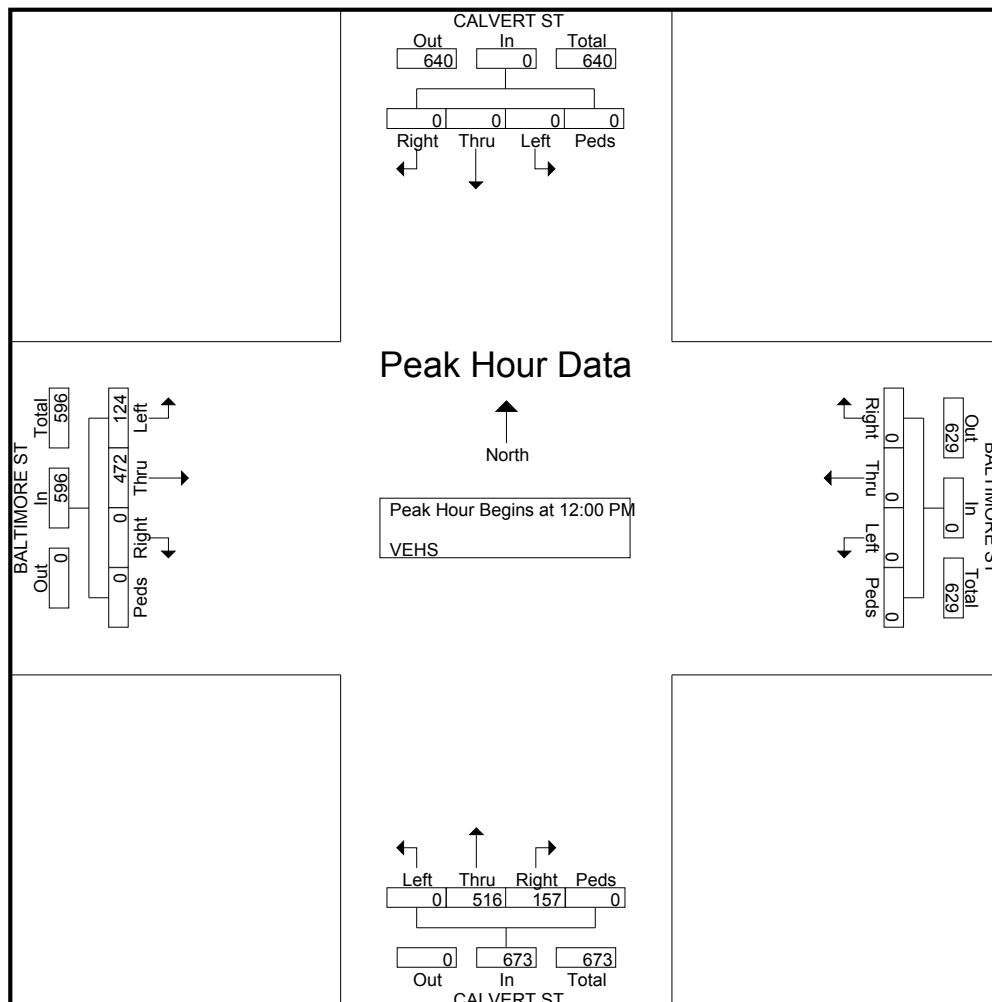 CALVERT ST
Out In Total
640 0 640
0 0 0 0
Right Thru Left Peds
Peak Hour Data
North
Peak Hour Begins at 12:00 PM
VEHS
BALTIMORE ST
Out In Total
0 596 596
124 472 0 0
Left Thru Right Peds
BALTIMORE ST
Out In Total
629 0 629
0 0 0 0
Right Thru Left Peds
Left Thru Right Peds
0 516 157 0
0 673 673
Out In Total
CALVERT ST